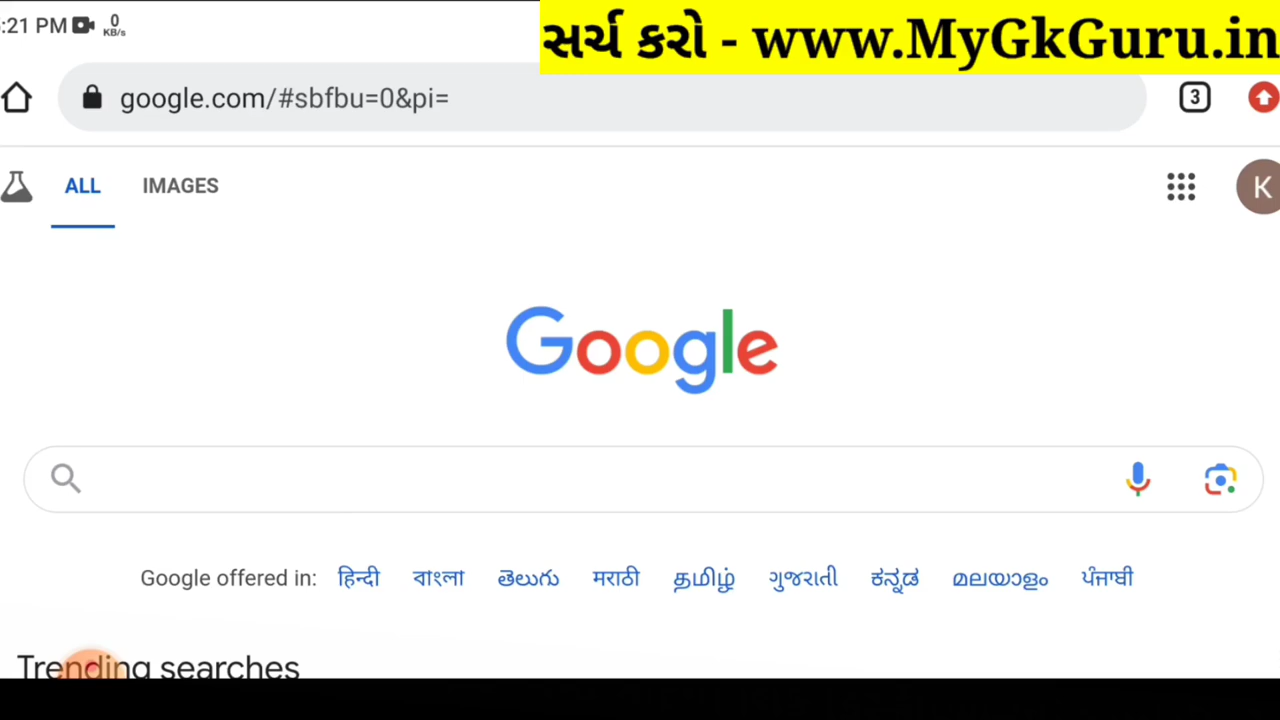 :21 PM 0 KB/s
સર્ચ કરો - www.MyGkGuru.in
google.com/#sbfbu=0&pi=
3
ALL IMAGES
K
Google
Google offered in: हिन्दी বাংলা తెలుగు मराठी தமிழ் ગુજરાતી ಕನ್ನಡ മലയാളം ਪੰਜਾਬੀ
Trending searches